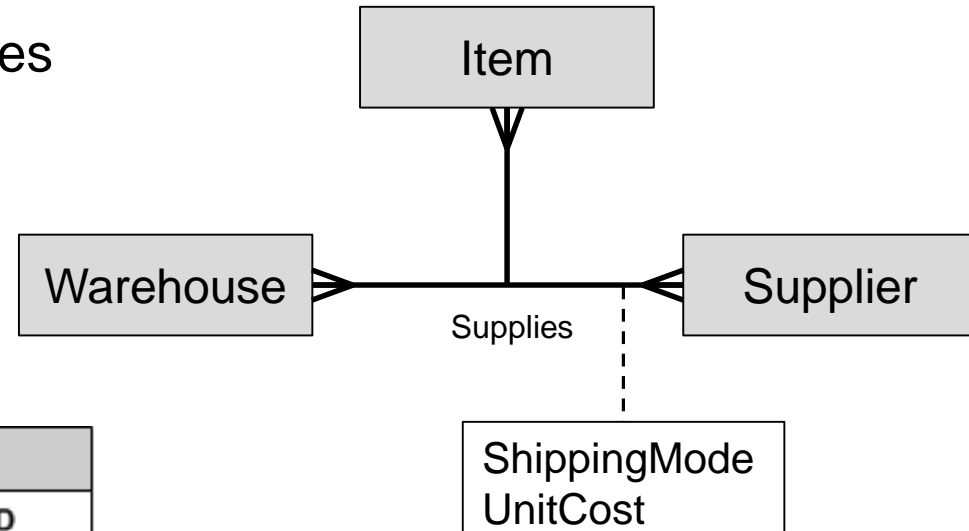 es
Item
Warehouse
Supplier
Supplies
ShippingMode
UnitCost
D